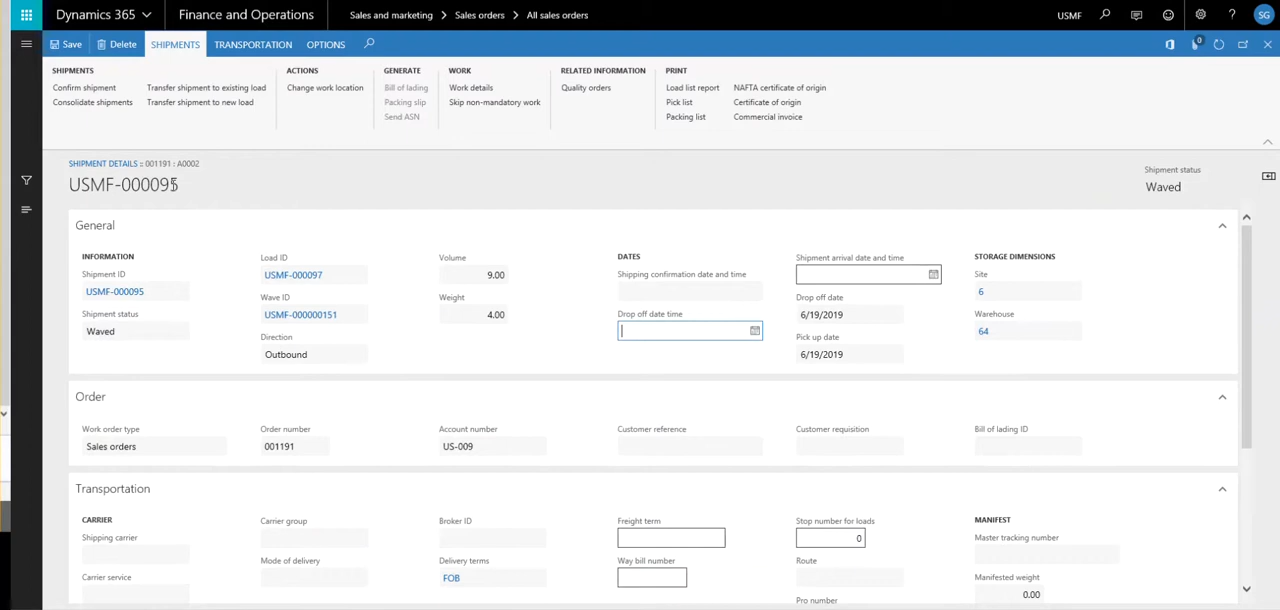 Dynamics 365 Finance and Operations Sales and marketing Sales orders All sales orders USMF ? SG
Save Delete SHIPMENTS TRANSPORTATION OPTIONS 0
SHIPMENTS ACTIONS GENERATE WORK RELATED INFORMATION PRINT
Confirm shipment Transfer shipment to existing load Change work location Bill of lading Work details Quality orders Load list report NAFTA certificate of origin
Consolidate shipments Transfer shipment to new load Packing slip Skip non-mandatory work Pick list Certificate of origin
Send ASN Packing list Commercial invoice
SHIPMENT DETAILS :: 001191 : A0002
Shipment status
USMF-000095
Waved
General
INFORMATION Load ID Volume DATES Shipment arrival date and time STORAGE DIMENSIONS
Shipment ID USMF-000097 9.00 Shipping confirmation date and time Site
USMF-000095 Wave ID Weight Drop off date 6
Shipment status USMF-000000151 4.00 Drop off date time 6/19/2019 Warehouse
Waved Direction Pick up date 64
Outbound 6/19/2019
Order
Work order type Order number Account number Customer reference Customer requisition Bill of lading ID
Sales orders 001191 US-009
Transportation
CARRIER Carrier group Broker ID Freight term Stop number for loads MANIFEST
Shipping carrier 0 Master tracking number
Mode of delivery Delivery terms Way bill number Route
Carrier service FOB Manifested weight
Pro number 0.00